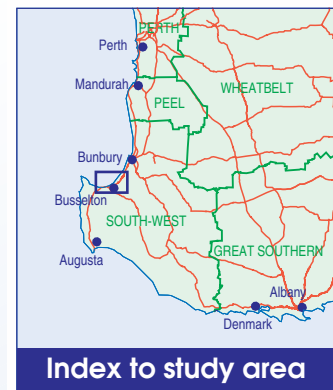 PERTH
Perth
Mandurah
WHEATBELT
PEEL
Bunbury
Busselton
SOUTH-WEST
GREAT SOUTHERN
Augusta
Albany
Denmark
Index to study area